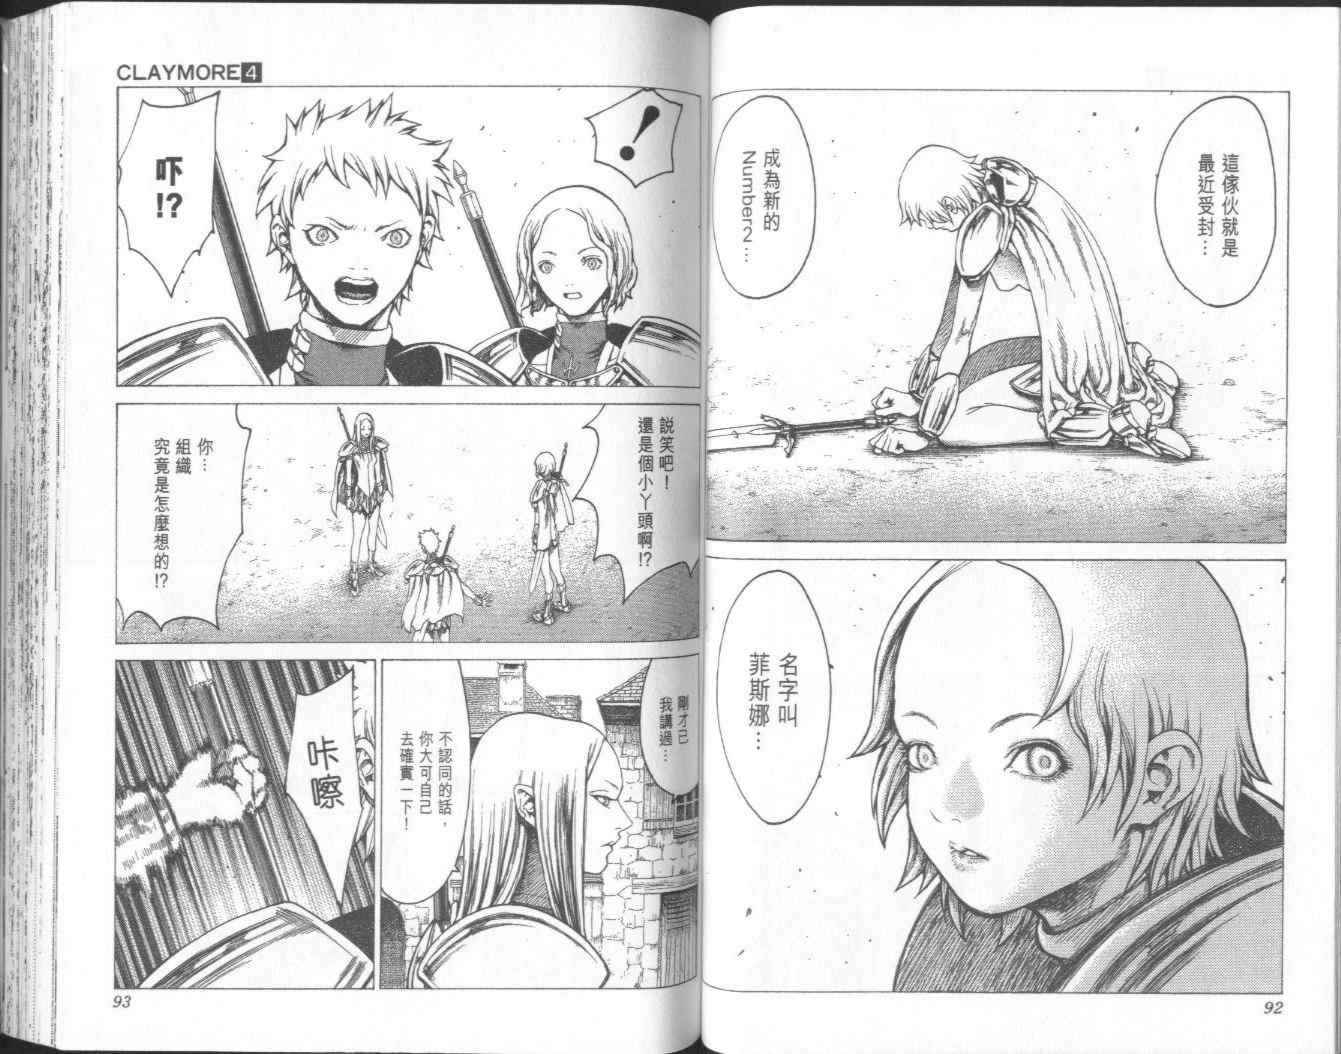 這傢伙就是
最近受封…
成為新的
Number2…
名字叫
菲斯娜…
92
CLAYMORE 4
！
吓!?
說笑吧！
還是個小丫頭啊!?
你…
組織
究竟是怎麼想的!?
剛才已
我講過…
不認同的話，
你大可自己
去確實一下！
咔嚓
93